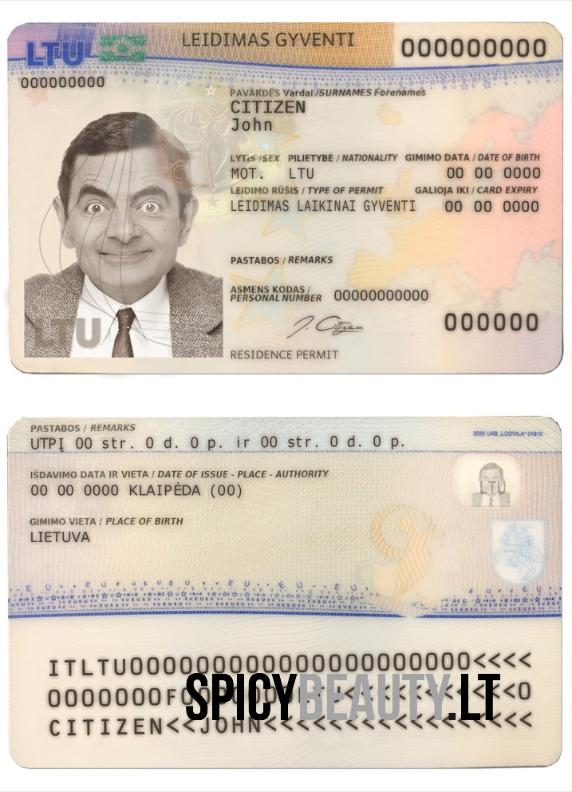 LTU
LEIDIMAS GYVENTI
000000000
000000000
PAVARDĖS Vardai /SURNAMES Forenames
CITIZEN
John
LYTIS /SEX PILIETYBĖ / NATIONALITY GIMIMO DATA / DATE OF BIRTH
MOT. LTU 00 00 0000
LEIDIMO RŪŠIS / TYPE OF PERMIT GALIOJA IKI / CARD EXPIRY
LEIDIMAS LAIKINAI GYVENTI 00 00 0000
PASTABOS / REMARKS
ASMENS KODAS /
PERSONAL NUMBER 00000000000
J. Citizen
000000
LTU
RESIDENCE PERMIT
PASTABOS / REMARKS
UTPĮ 00 str. 0 d. 0 p. ir 00 str. 0 d. 0 p.
2020 UAB „LODVILA" 01810
IŠDAVIMO DATA IR VIETA / DATE OF ISSUE - PLACE - AUTHORITY
00 00 0000 KLAIPĖDA (00)
GIMIMO VIETA / PLACE OF BIRTH
LIETUVA
ITLTU000000000000000000000<<<<
SPICYBEAUTY.LT
CITIZEN<<JOHN<<<<<<<<<<<<<<<<<